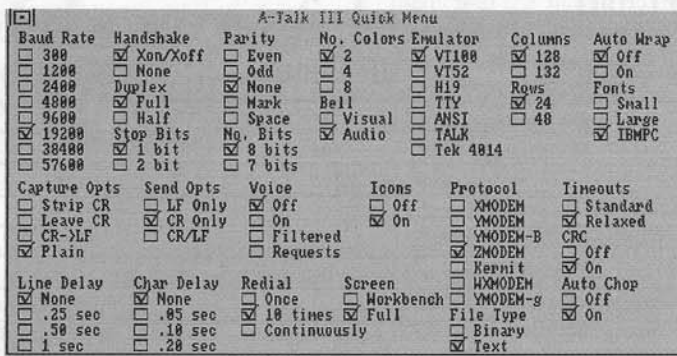 A-Talk III Quick Menu
Baud Rate Handshake Parity No. Colors Emulator Columns Auto Wrap
300 Xon/Xoff Even 2 VT100 128 Off
1200 None Odd 4 VT52 132 On
2400 Duplex None 8 H19 Rows Fonts
4800 Full Mark Bell TTY 24 Small
9600 Half Space Visual ANSI 48 Large
19200 Stop Bits No. Bits Audio TALK IBMPC
38400 1 bit 8 bits Tek 4014
57600 2 bit 7 bits
Capture Opts Send Opts Voice Icons Protocol Timeouts
Strip CR LF Only Off Off XMODEM Standard
Leave CR CR Only On On YMODEM Relaxed
CR->LF CR/LF Filtered YMODEM-B CRC
Plain Requests ZMODEM Off
Kermit On
Line Delay Char Delay Redial Screen WXMODEM Auto Chop
None None Once Workbench YMODEM-g Off
.25 sec .05 sec 10 times Full File Type On
.50 sec .10 sec Continuously Binary
1 sec .20 sec Text